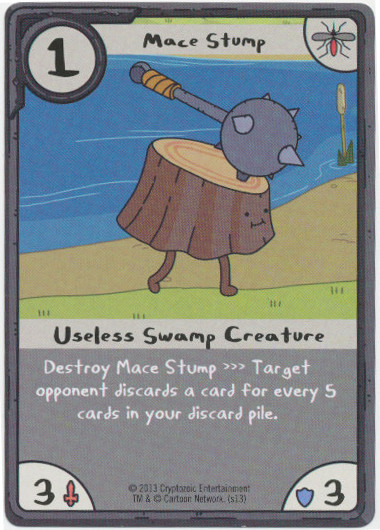 1
Mace Stump
Useless Swamp Creature
Destroy Mace Stump >>> Target
opponent discards a card for every 5
cards in your discard pile.
3
© 2013 Cryptozoic Entertainment
TM & © Cartoon Network. (s13)
3